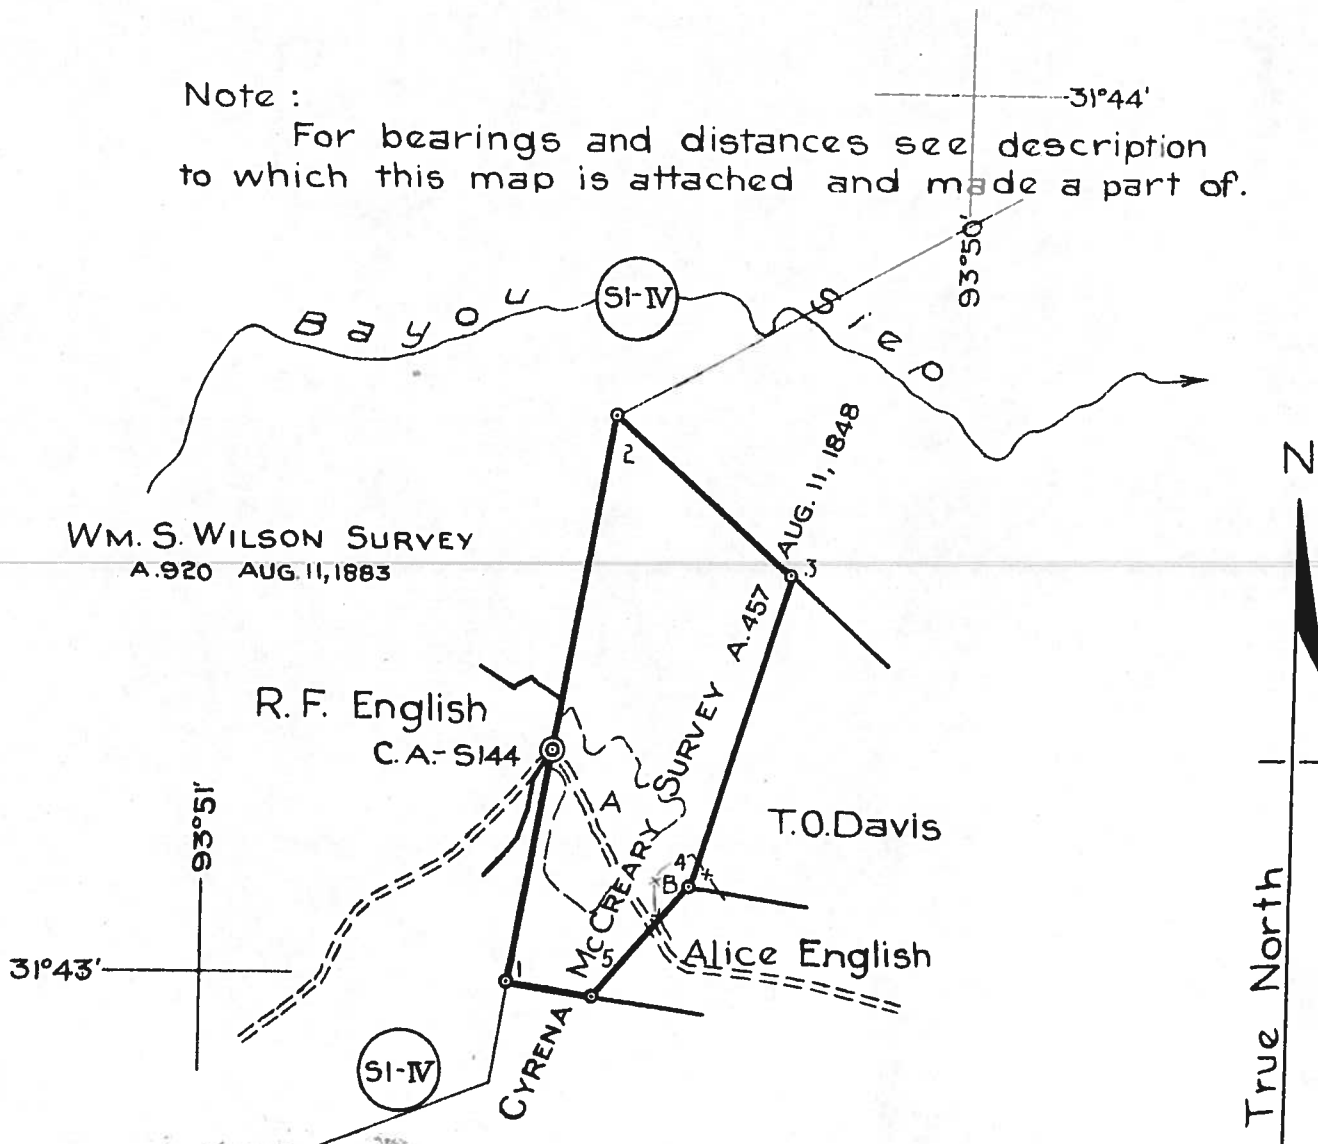 31°44'
Note :
For bearings and distances see description
to which this map is attached and made a part of.
93°50'
Bayou Siep
SI-IV
2
AUG. 11, 1848
WM. S. WILSON SURVEY
A.920 AUG. 11, 1883
3
N
R. F. English
C. A.- S144
A
T.O.Davis
93°51'
4
B
Alice English
5
31°43'
1
CYRENA McCREARY SURVEY A.457
SI-IV
True North